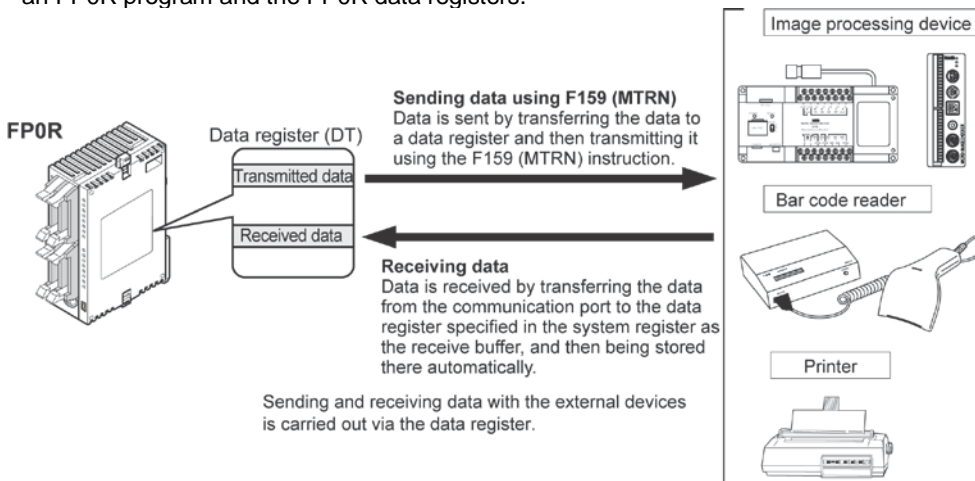 an FP0R program and the FP0R data registers.
Image processing device
FP0R
Data register (DT)
Transmitted data
Received data
Sending data using F159 (MTRN)
Data is sent by transferring the data to
a data register and then transmitting it
using the F159 (MTRN) instruction.
Bar code reader
Receiving data
Data is received by transferring the data
from the communication port to the data
register specified in the system register as
the receive buffer, and then being stored
there automatically.
Printer
Sending and receiving data with the external devices
is carried out via the data register.